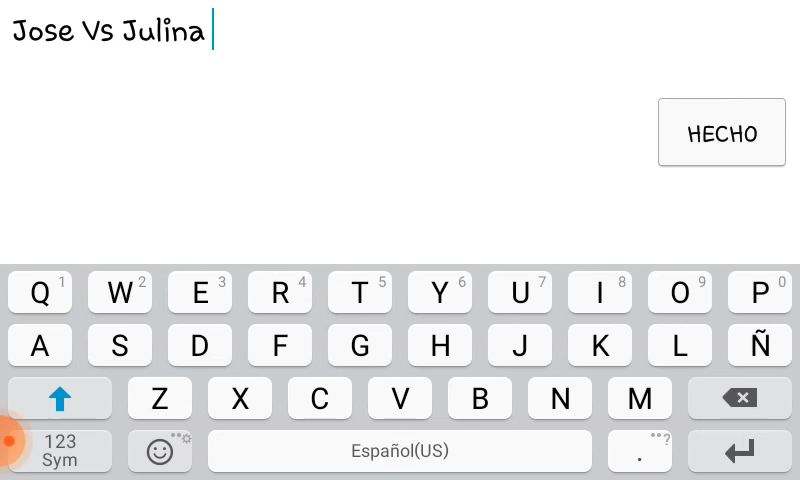 Jose Vs Julina
HECHO
Q 1 W 2 E 3 R 4 T 5 Y 6 U 7 I 8 O 9 P 0
A S D F G H J K L Ñ
Z X C V B N M
123
Sym
Español(US)
. ?